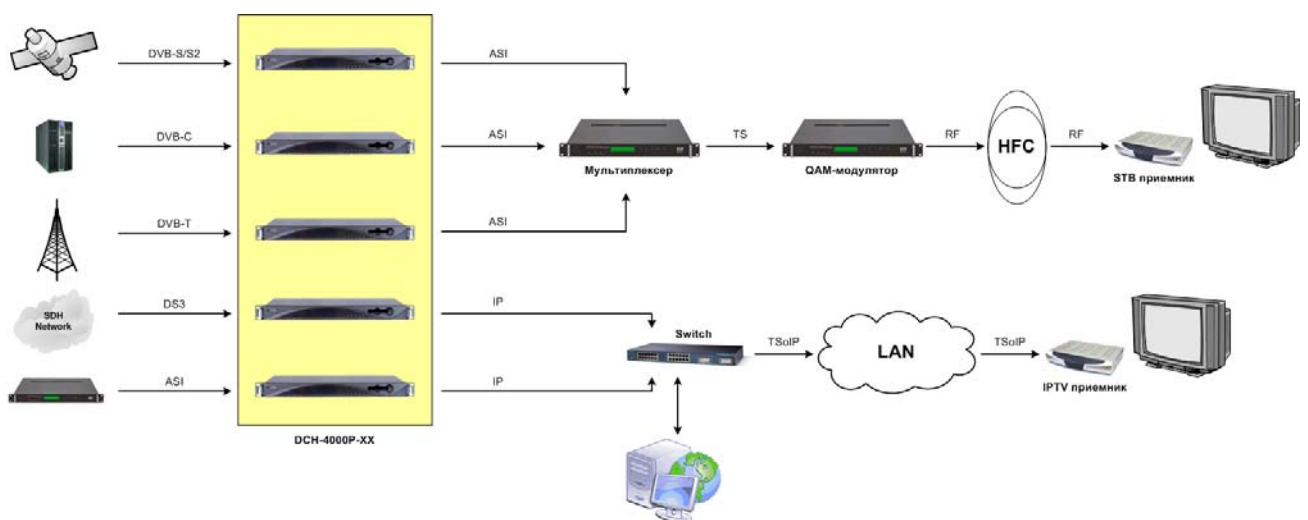 DVB-S/S2
ASI
DVB-C
ASI
TS
RF
HFC
RF
Мультиплексер
QAM-модулятор
STB приемник
DVB-T
ASI
SDH
Network
DS3
IP
Switch
TSoIP
LAN
TSoIP
ASI
IP
IPTV приемник
DCH-4000P-XX